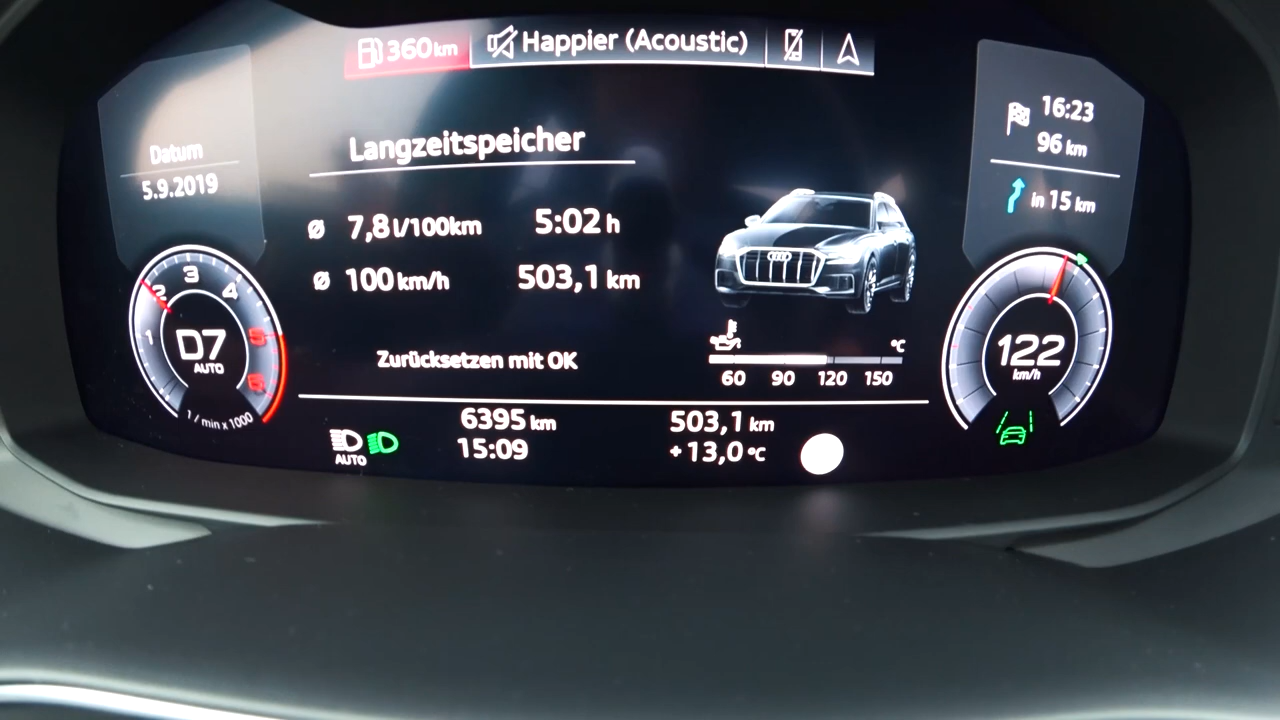 360 km
Happier (Acoustic)
Datum
5.9.2019
Langzeitspeicher
Ø 7,8 l/100km 5:02 h
Ø 100 km/h 503,1 km
Zurücksetzen mit OK
16:23
96 km
in 15 km
1 2 3 4 5 6
D7
AUTO
1 / min x 1000
°C
60 90 120 150
122
km/h
6395 km 503,1 km
AUTO 15:09 +13,0 °C